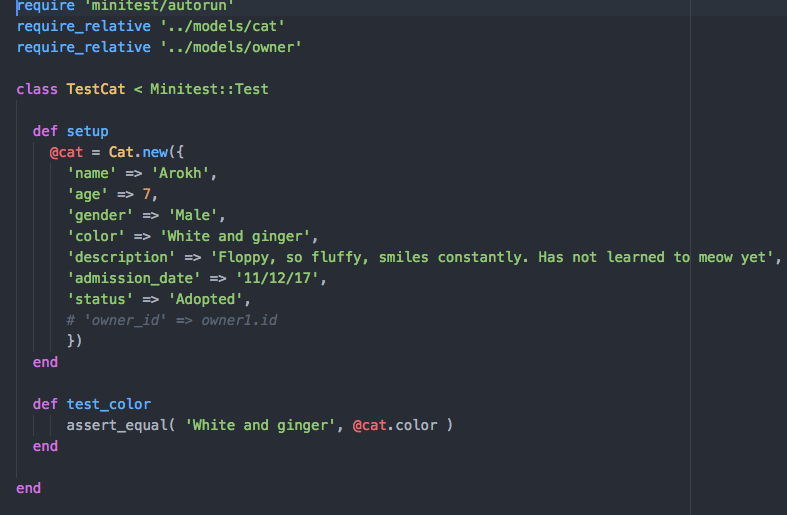 require 'minitest/autorun'
require_relative '../models/cat'
require_relative '../models/owner'
class TestCat < Minitest::Test
def setup
@cat = Cat.new({
'name' => 'Arokh',
'age' => 7,
'gender' => 'Male',
'color' => 'White and ginger',
'description' => 'Floppy, so fluffy, smiles constantly. Has not learned to meow yet',
'admission_date' => '11/12/17',
'status' => 'Adopted',
# 'owner_id' => owner1.id
})
end
def test_color
assert_equal( 'White and ginger', @cat.color )
end
end